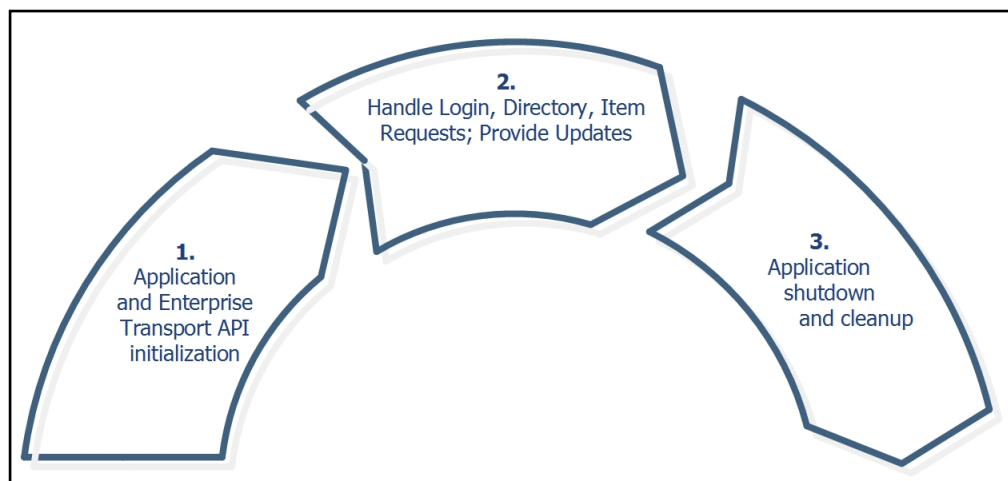 1.
Application
and Enterprise
Transport API
initialization
2.
Handle Login, Directory, Item
Requests; Provide Updates
3.
Application
shutdown
and cleanup